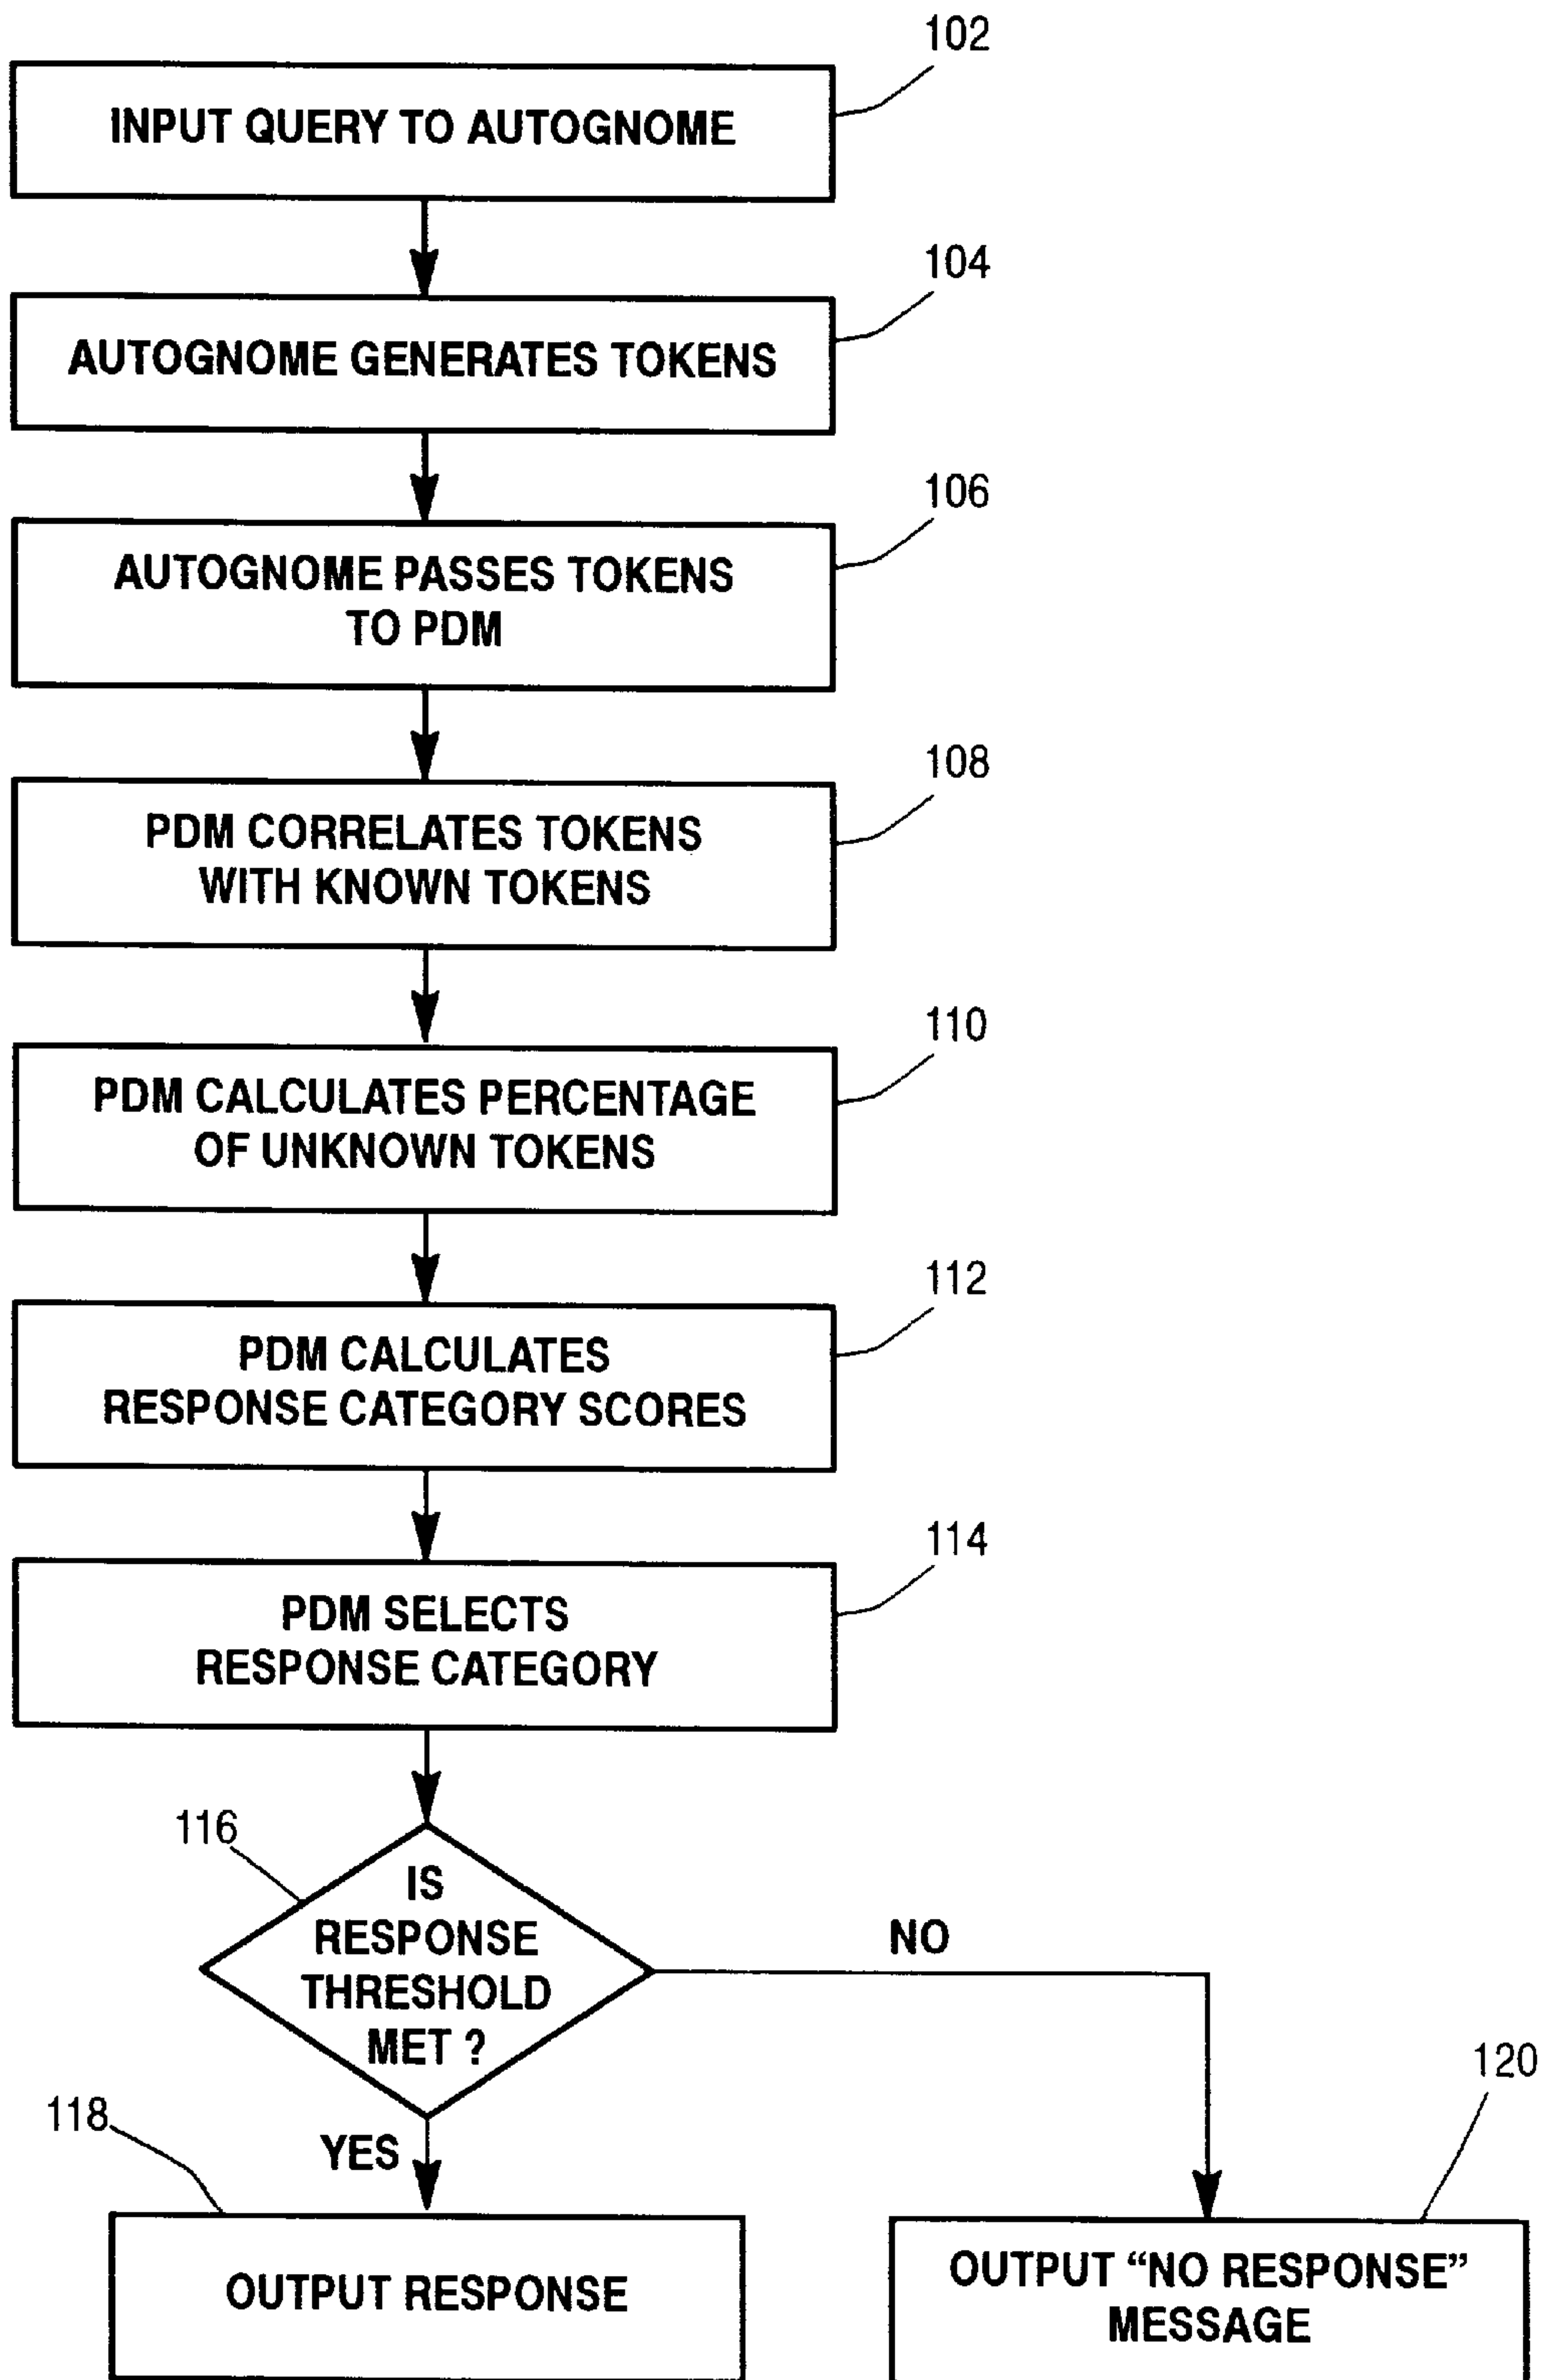 102
INPUT QUERY TO AUTOGNOME
104
AUTOGNOME GENERATES TOKENS
106
AUTOGNOME PASSES TOKENS
TO PDM
108
PDM CORRELATES TOKENS
WITH KNOWN TOKENS
110
PDM CALCULATES PERCENTAGE
OF UNKNOWN TOKENS
112
PDM CALCULATES
RESPONSE CATEGORY SCORES
114
PDM SELECTS
RESPONSE CATEGORY
116
IS
RESPONSE
THRESHOLD
MET ?
NO
YES
118
OUTPUT RESPONSE
120
OUTPUT “NO RESPONSE”
MESSAGE